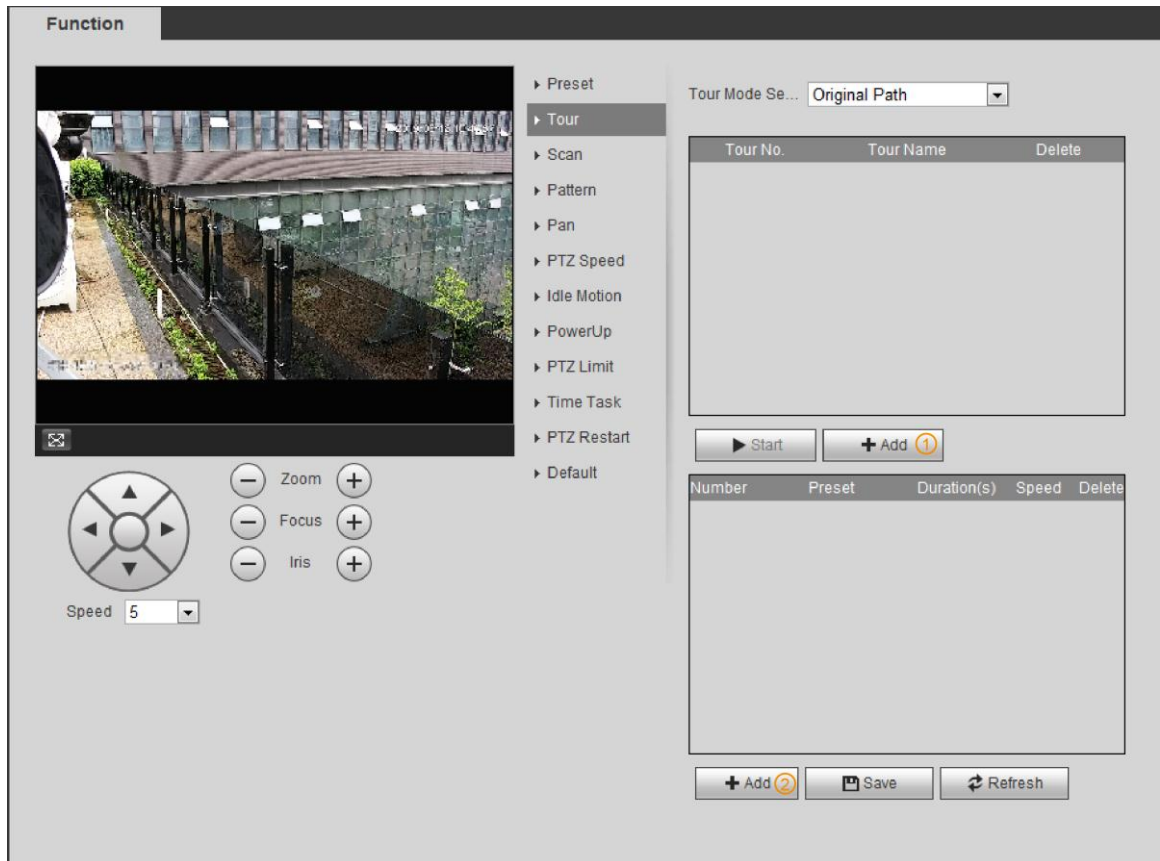 Function
Preset
Tour
Scan
Pattern
Pan
PTZ Speed
Idle Motion
PowerUp
PTZ Limit
Time Task
PTZ Restart
Default
Zoom
Focus
Iris
Speed 5
Tour Mode Se... Original Path
Tour No. Tour Name Delete
Start + Add 1
Number Preset Duration(s) Speed Delete
+ Add 2 Save Refresh